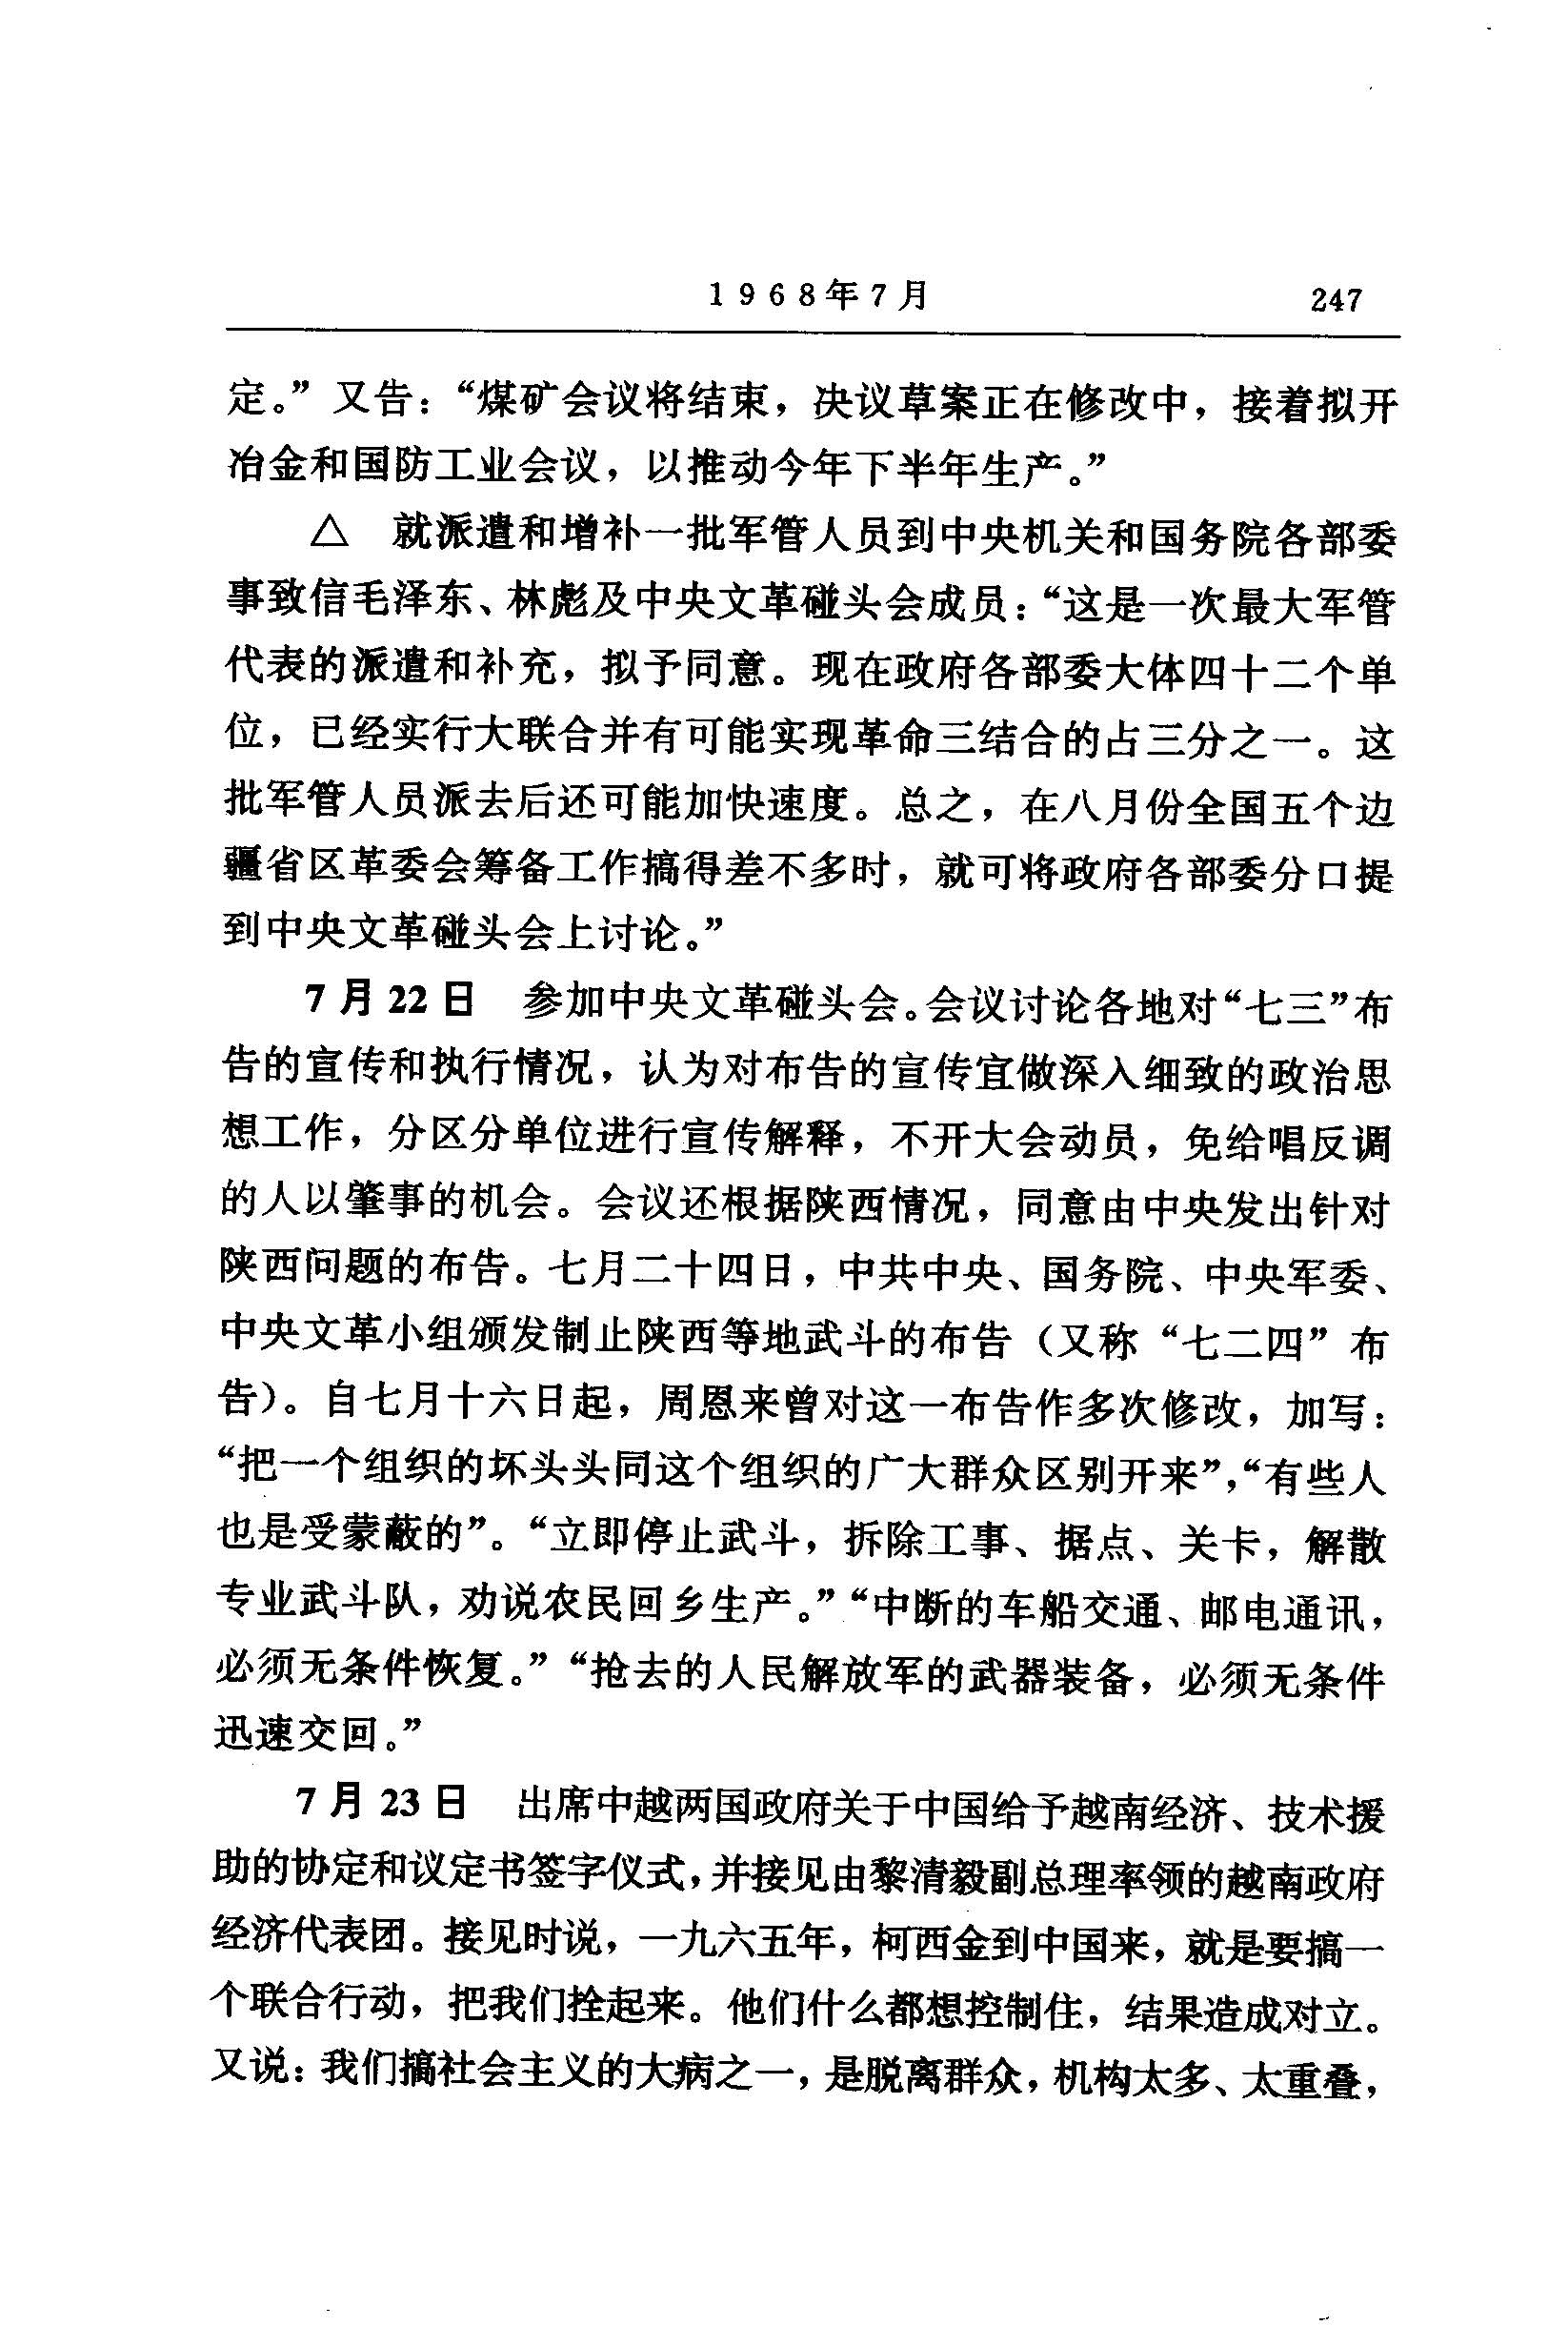 1968年7月 247
定。”又告：“煤矿会议将结束，决议草案正在修改中，接着拟开
冶金和国防工业会议，以推动今年下半年生产。”
△ 就派遣和增补一批军管人员到中央机关和国务院各部委
事致信毛泽东、林彪及中央文革碰头会成员：“这是一次最大军管
代表的派遣和补充，拟予同意。现在政府各部委大体四十二个单
位，已经实行大联合并有可能实现革命三结合的占三分之一。这
批军管人员派去后还可能加快速度。总之，在八月份全国五个边
疆省区革委会筹备工作搞得差不多时，就可将政府各部委分口提
到中央文革碰头会上讨论。”
7月22日 参加中央文革碰头会。会议讨论各地对“七三”布
告的宣传和执行情况，认为对布告的宣传宜做深入细致的政治思
想工作，分区分单位进行宣传解释，不开大会动员，免给唱反调
的人以肇事的机会。会议还根据陕西情况，同意由中央发出针对
陕西问题的布告。七月二十四日，中共中央、国务院、中央军委、
中央文革小组颁发制止陕西等地武斗的布告（又称“七二四”布
告）。自七月十六日起，周恩来曾对这一布告作多次修改，加写：
“把一个组织的坏头头同这个组织的广大群众区别开来”，“有些人
也是受蒙蔽的”。“立即停止武斗，拆除工事、据点、关卡，解散
专业武斗队，劝说农民回乡生产。”“中断的车船交通、邮电通讯，
必须无条件恢复。”“抢去的人民解放军的武器装备，必须无条件
迅速交回。”
7月23日 出席中越两国政府关于中国给予越南经济、技术援
助的协定和议定书签字仪式，并接见由黎清毅副总理率领的越南政府
经济代表团。接见时说，一九六五年，柯西金到中国来，就是要搞一
个联合行动，把我们拴起来。他们什么都想控制住，结果造成对立。
又说：我们搞社会主义的大病之一，是脱离群众，机构太多、太重叠，